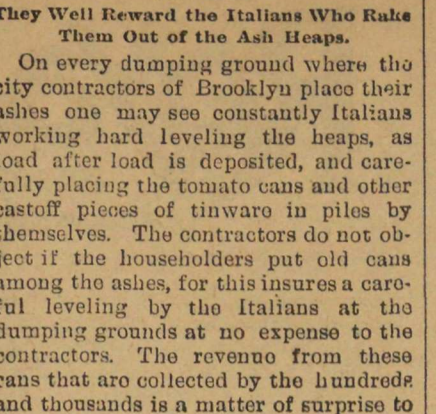 They Well Reward the Italians Who Rake
Them Out of the Ash Heaps.
On every dumping ground where the
city contractors of Brooklyn place their
ashes one may see constantly Italians
working hard leveling the heaps, as
load after load is deposited, and care-
fully placing the tomato cans and other
castoff pieces of tinware in piles by
themselves. The contractors do not ob-
ject if the householders put old cans
among the ashes, for this insures a care-
ful leveling by the Italians at the
dumping grounds at no expense to the
contractors. The revenue from these
cans that are collected by the hundreds
and thousands is a matter of surprise to